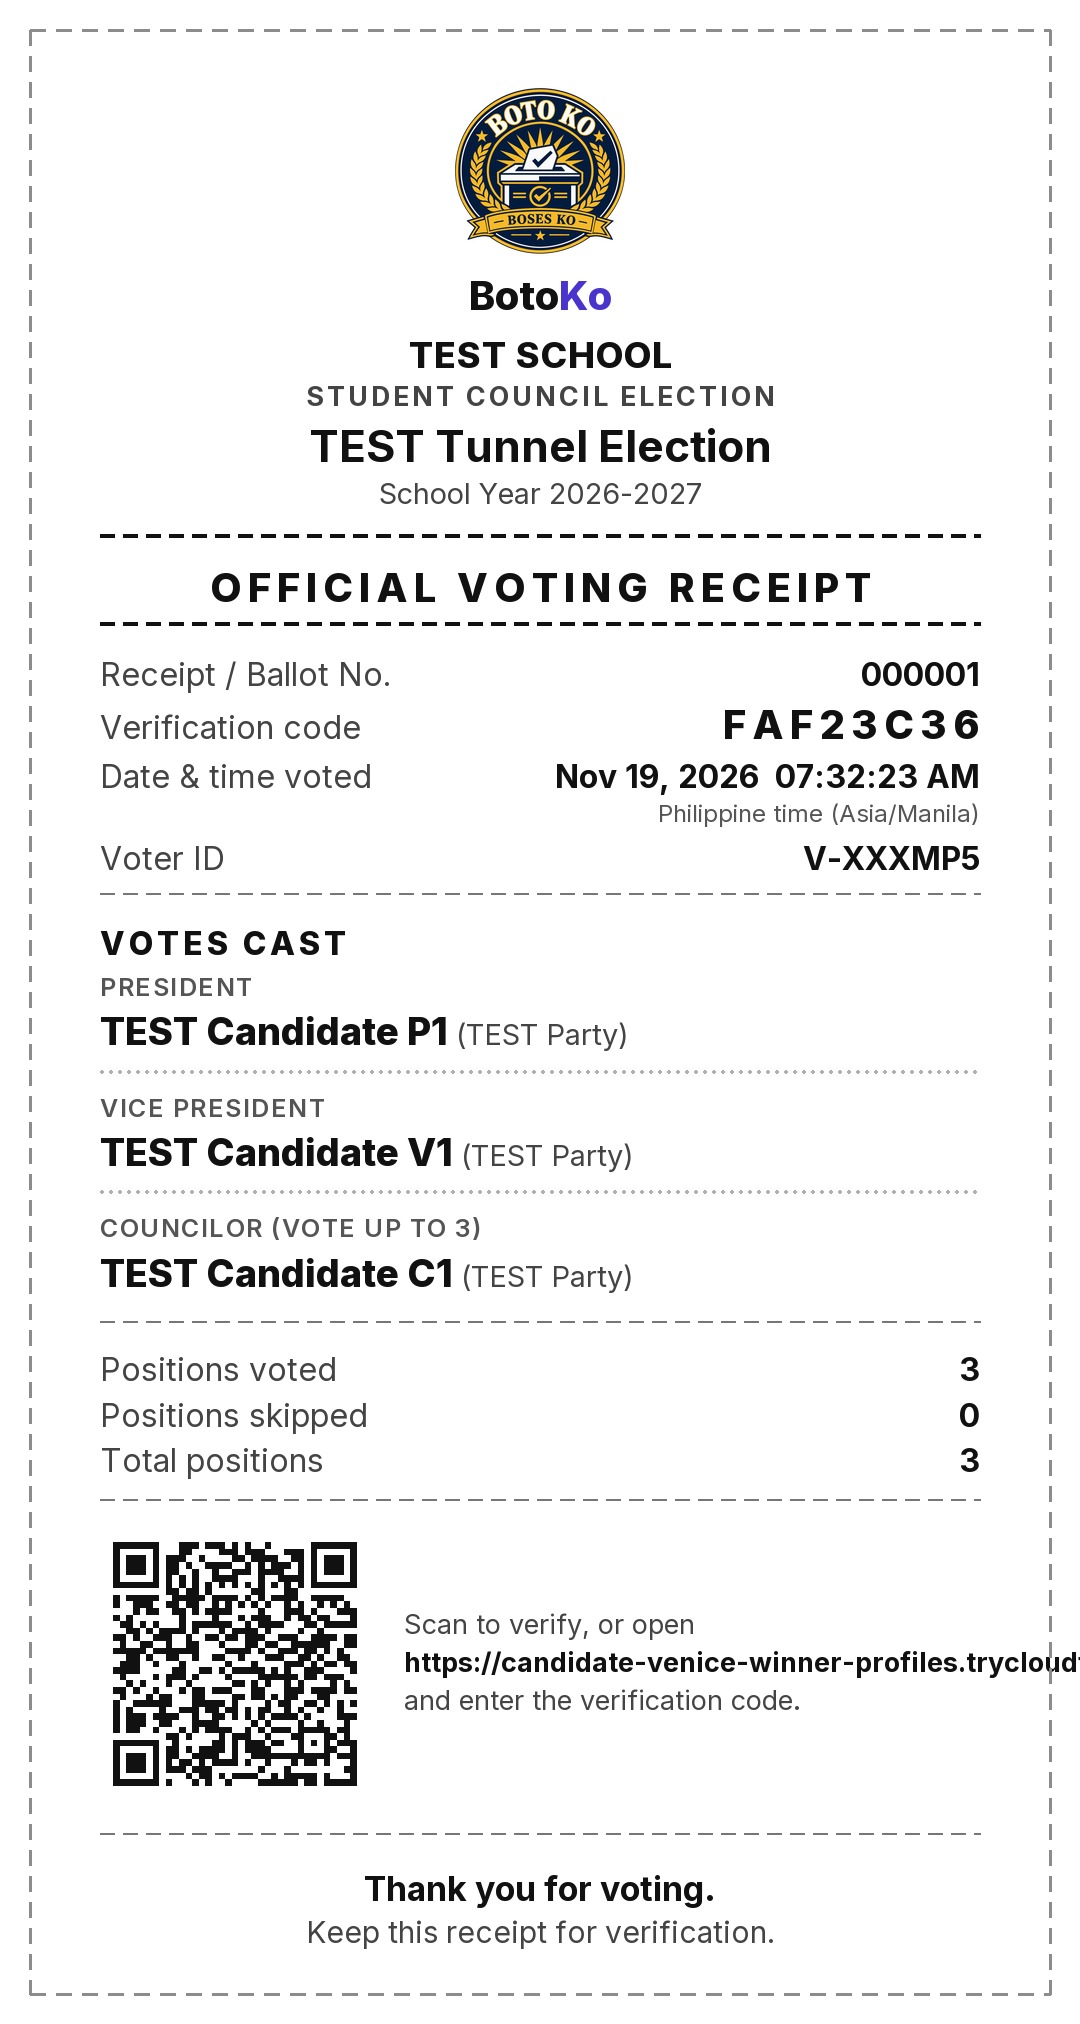 BOTO KO
BOSES KO
BotoKo
TEST SCHOOL
STUDENT COUNCIL ELECTION
TEST Tunnel Election
School Year 2026-2027
OFFICIAL VOTING RECEIPT
Receipt / Ballot No. 000001
Verification code FAF23C36
Date & time voted Nov 19, 2026 07:32:23 AM
Philippine time (Asia/Manila)
Voter ID V-XXXMP5
VOTES CAST
PRESIDENT
TEST Candidate P1 (TEST Party)
VICE PRESIDENT
TEST Candidate V1 (TEST Party)
COUNCILOR (VOTE UP TO 3)
TEST Candidate C1 (TEST Party)
Positions voted 3
Positions skipped 0
Total positions 3
Scan to verify, or open
https://candidate-venice-winner-profiles.trycloud
and enter the verification code.
Thank you for voting.
Keep this receipt for verification.